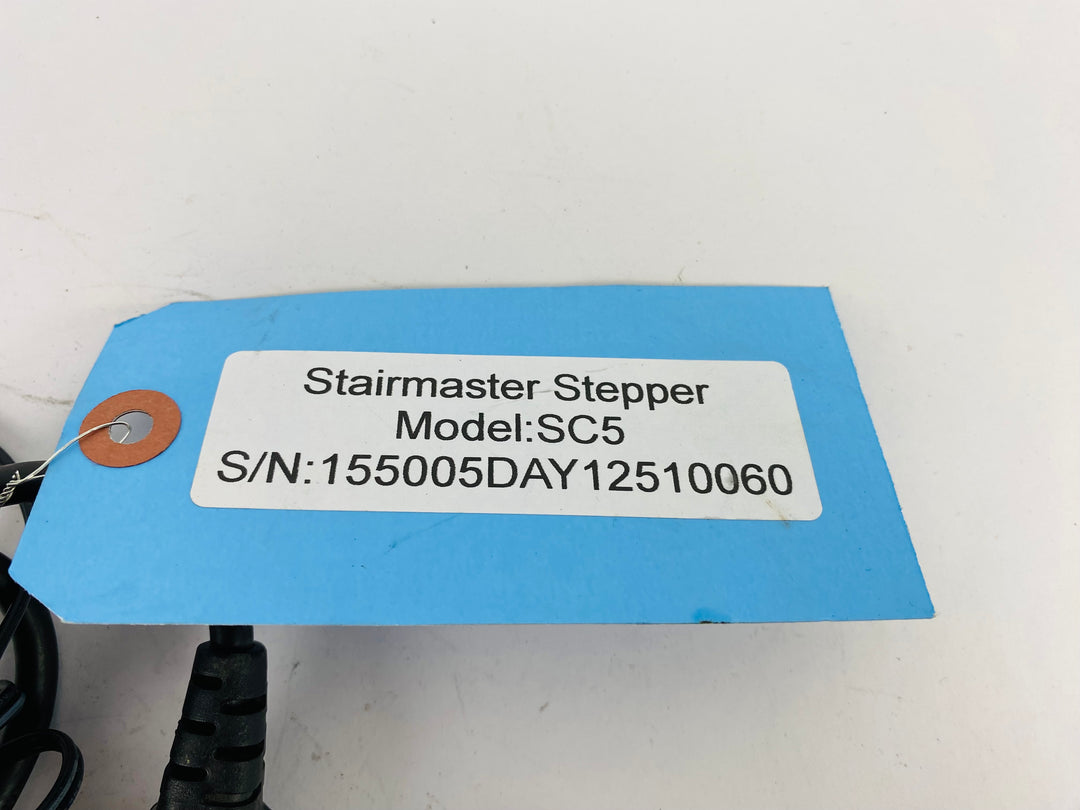 Stairmaster Stepper
Model:SC5
S/N:155005DAY12510060